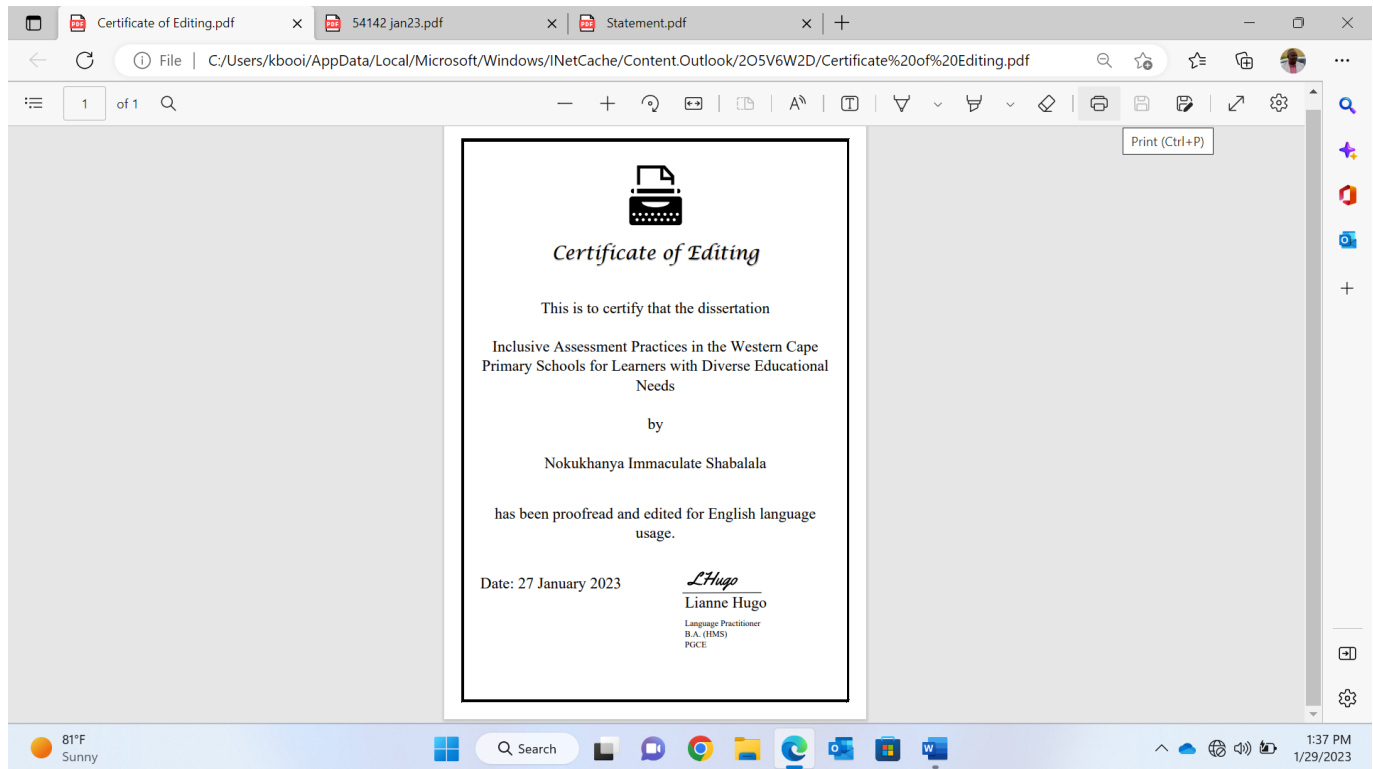 Certificate of Editing.pdf
54142 jan23.pdf
Statement.pdf
File | C:/Users/kbooi/AppData/Local/Microsoft/Windows/INetCache/Content.Outlook/2O5V6W2D/Certificate%20of%20Editing.pdf
1 of 1
Print (Ctrl+P)
Certificate of Editing
This is to certify that the dissertation
Inclusive Assessment Practices in the Western Cape
Primary Schools for Learners with Diverse Educational
Needs
by
Nokukhanya Immaculate Shabalala
has been proofread and edited for English language
usage.
Date: 27 January 2023
LHugo
Lianne Hugo
Language Practitioner
B.A. (HMS)
PGCE
81°F
Sunny
Search
1:37 PM
1/29/2023